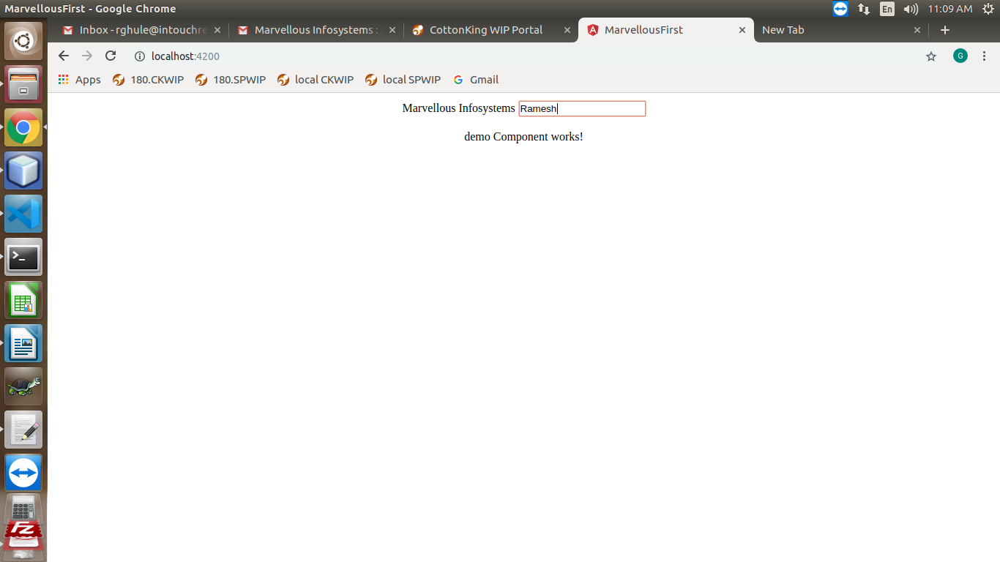 MarvellousFirst - Google Chrome
En
11:09 AM
Inbox - rghule@intouchre
Marvellous Infosystems :
CottonKing WIP Portal
MarvellousFirst
New Tab
localhost:4200
G
Apps
180.CKWIP
180.SPWIP
local CKWIP
local SPWIP
Gmail
Marvellous Infosystems Ramesh
demo Component works!
Fz